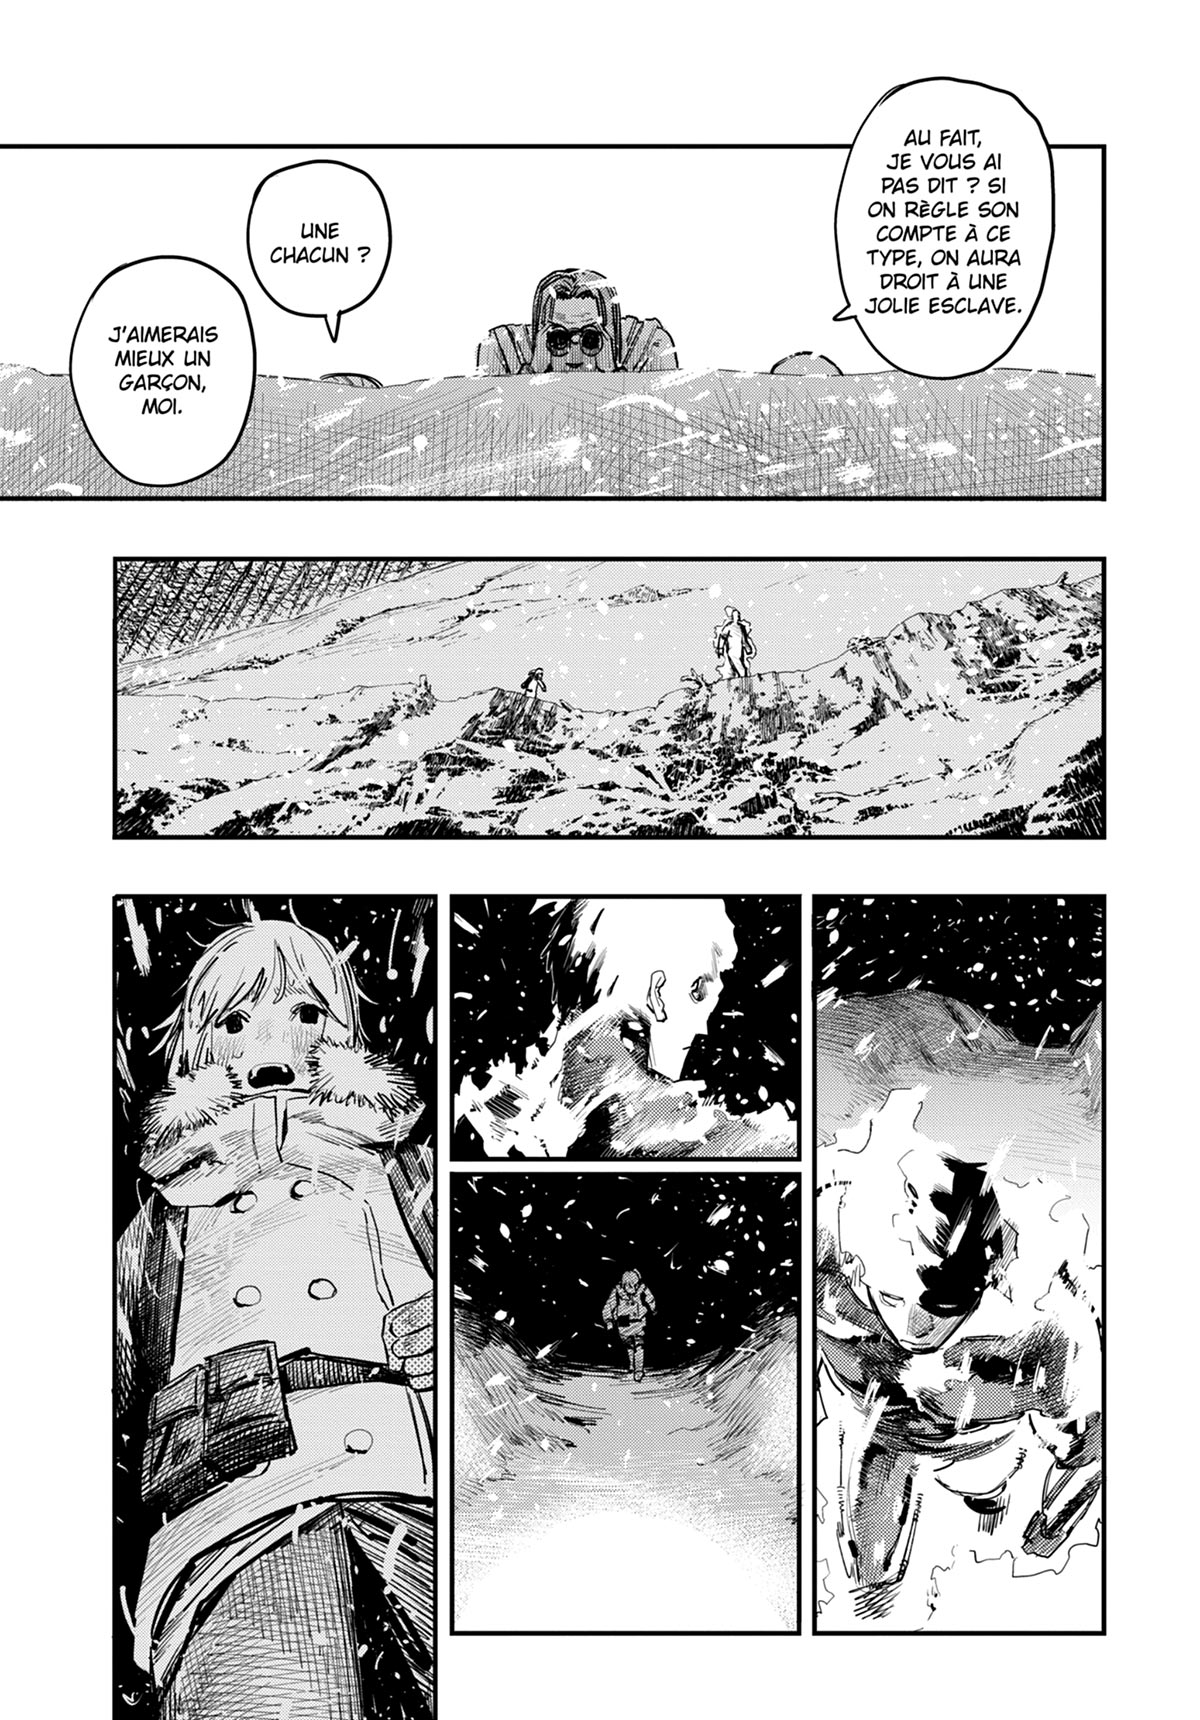 AU FAIT,
JE VOUS AI
PAS DIT ? SI
ON RÈGLE SON
COMPTE À CE
TYPE, ON AURA
DROIT À UNE
JOLIE ESCLAVE.
UNE
CHACUN ?
J'AIMERAIS
MIEUX UN
GARÇON,
MOI.